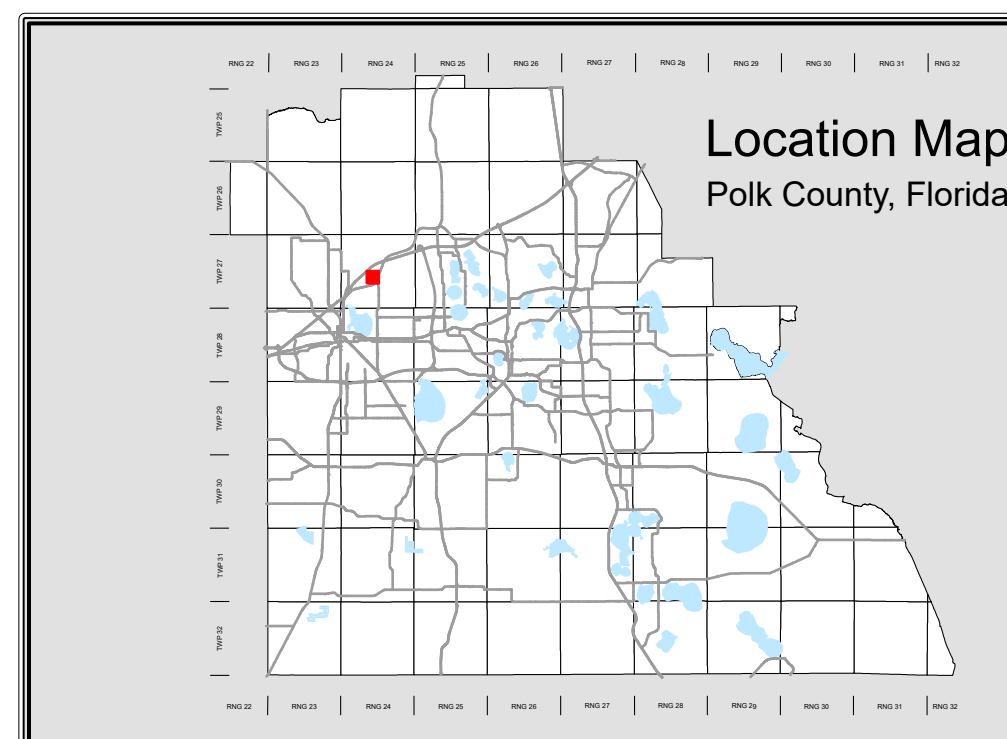 RNG 22 RNG 23 RNG 24 RNG 25 RNG 26 RNG 27 RNG 28 RNG 29 RNG 30 RNG 31 RNG 32
Location Map
Polk County, Florida
TWP 25
TWP 26
TWP 27
TWP 28
TWP 29
TWP 30
TWP 31
TWP 32
RNG 22 RNG 23 RNG 24 RNG 25 RNG 26 RNG 27 RNG 28 RNG 29 RNG 30 RNG 31 RNG 32